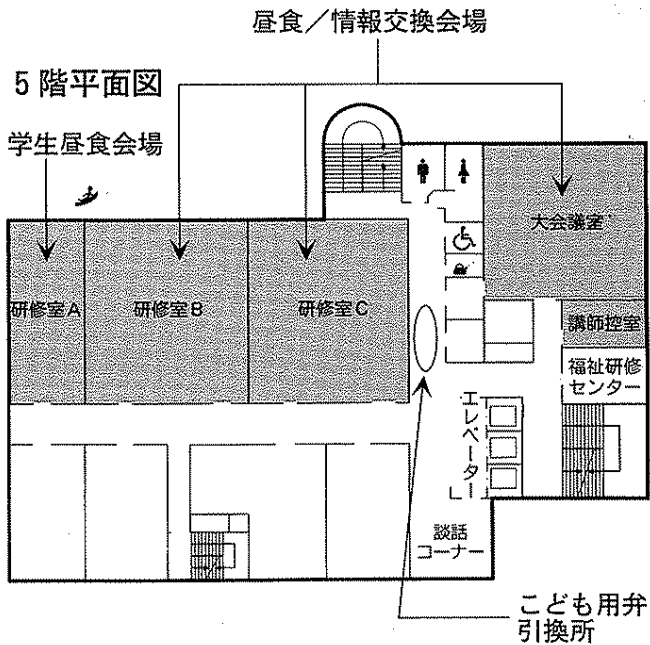 昼食／情報交換会場
5階平面図
学生昼食会場
大会議室
研修室A
研修室B
研修室C
講師控室
福祉研修
センター
エレベーター
談話
コーナー
こども用弁
引換所